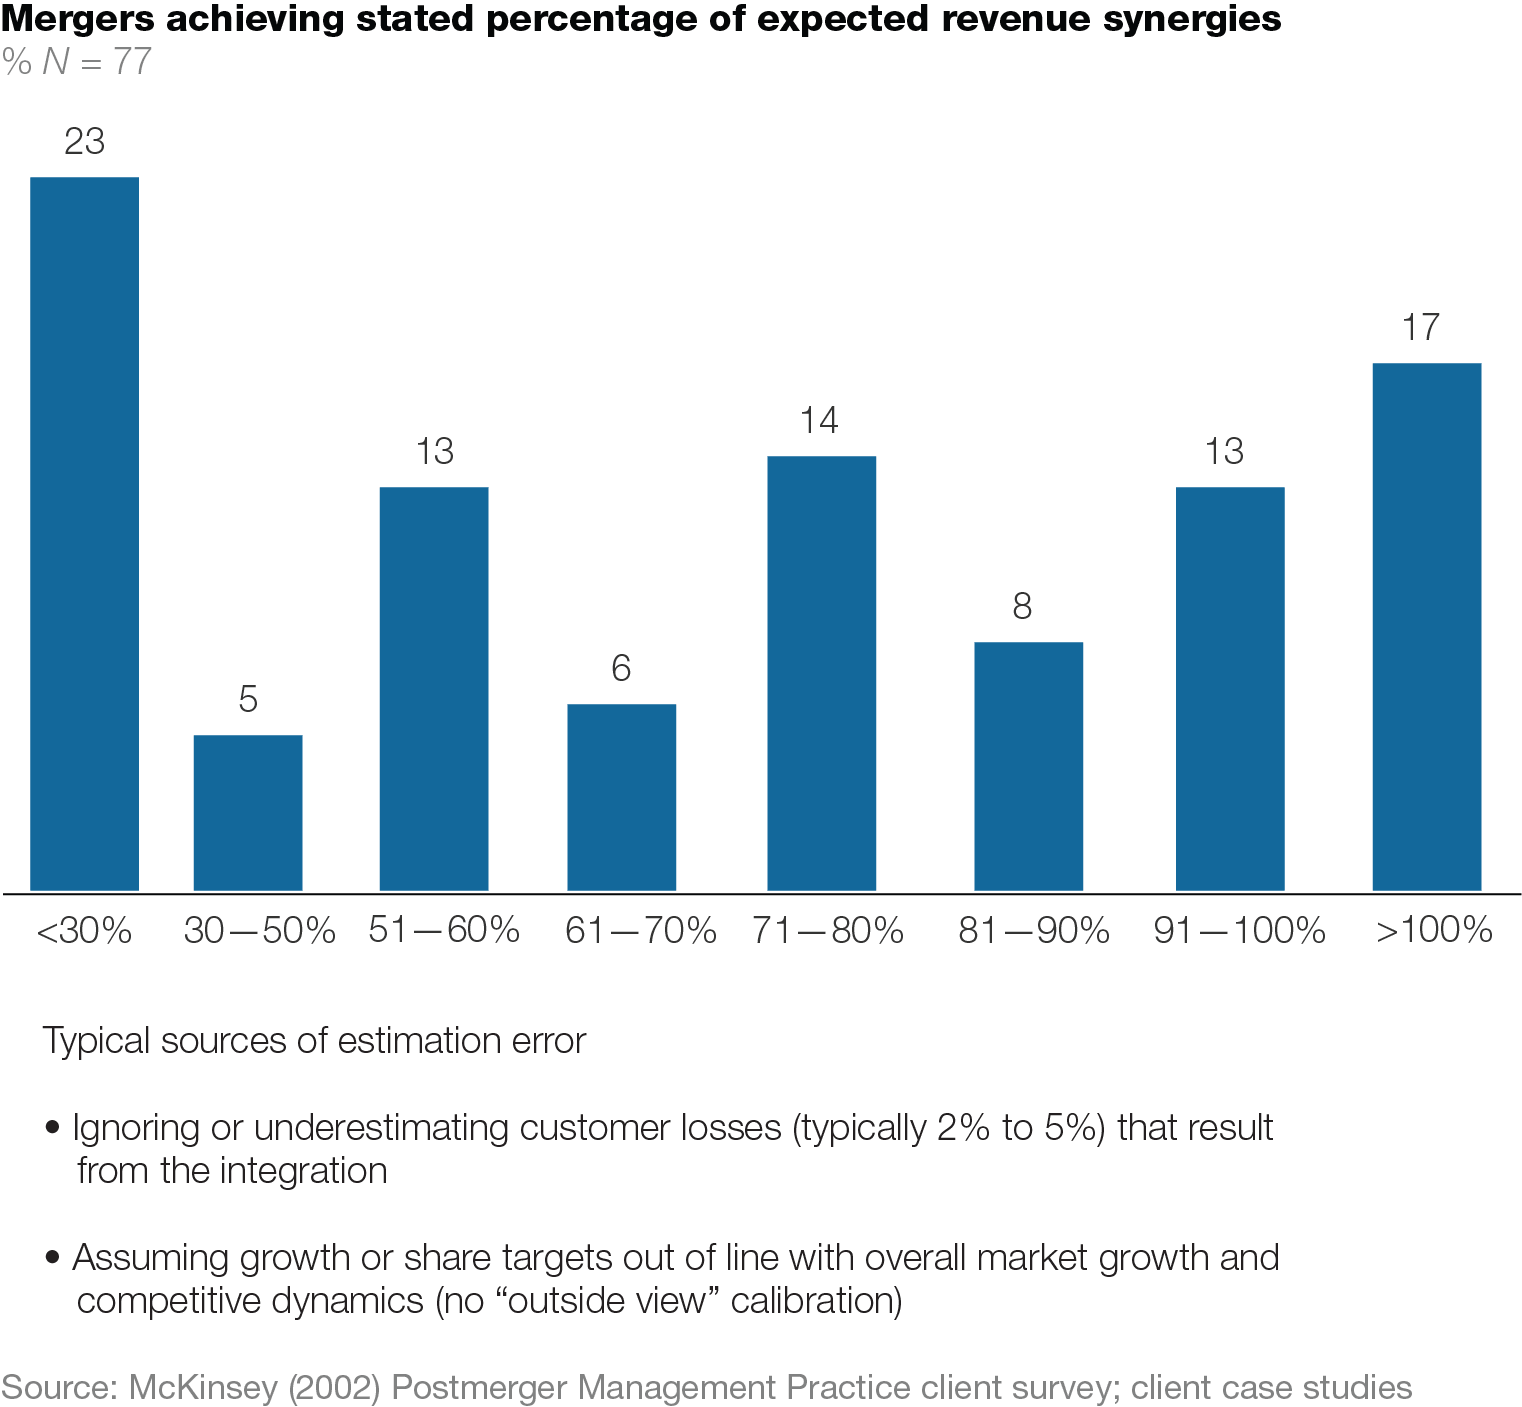 Mergers achieving stated percentage of expected revenue synergies
% N = 77
23
17
14
13
13
8
6
5
<30%
30—50%
51—60%
61—70%
71—80%
81—90%
91—100%
>100%
Typical sources of estimation error
• Ignoring or underestimating customer losses (typically 2% to 5%) that result
from the integration
• Assuming growth or share targets out of line with overall market growth and
competitive dynamics (no “outside view” calibration)
Source: McKinsey (2002) Postmerger Management Practice client survey; client case studies